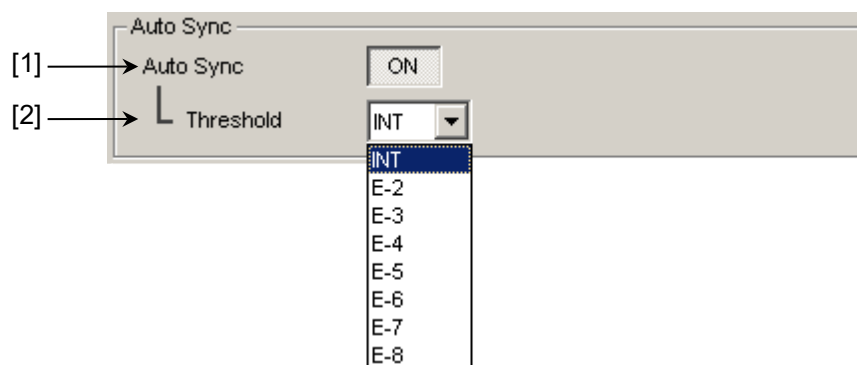 Auto Sync
[1] Auto Sync ON
[2] Threshold INT
INT
E-2
E-3
E-4
E-5
E-6
E-7
E-8